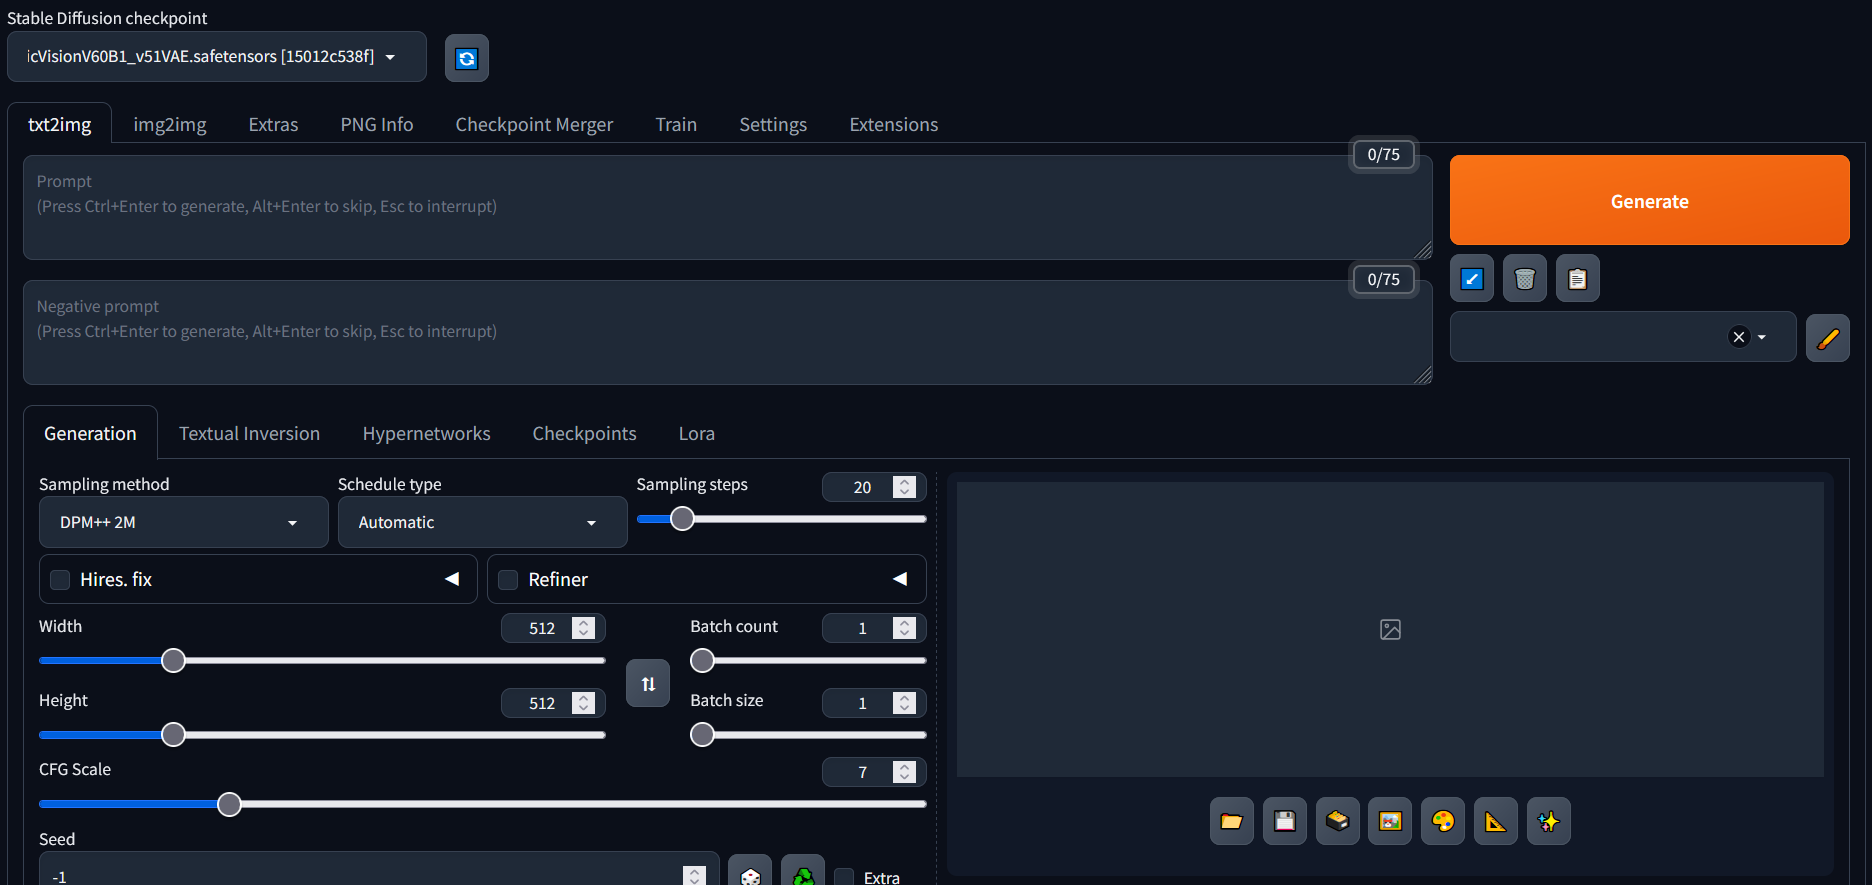 Stable Diffusion checkpoint
icVisionV60B1_v51VAE.safetensors [15012c538f]
txt2img img2img Extras PNG Info Checkpoint Merger Train Settings Extensions
0/75
Prompt
(Press Ctrl+Enter to generate, Alt+Enter to skip, Esc to interrupt)
Generate
0/75
Negative prompt
(Press Ctrl+Enter to generate, Alt+Enter to skip, Esc to interrupt)
Generation Textual Inversion Hypernetworks Checkpoints Lora
Sampling method Schedule type Sampling steps 20
DPM++ 2M Automatic
Hires. fix Refiner
Width 512 Batch count 1
Height 512 Batch size 1
CFG Scale 7
Seed
-1 Extra